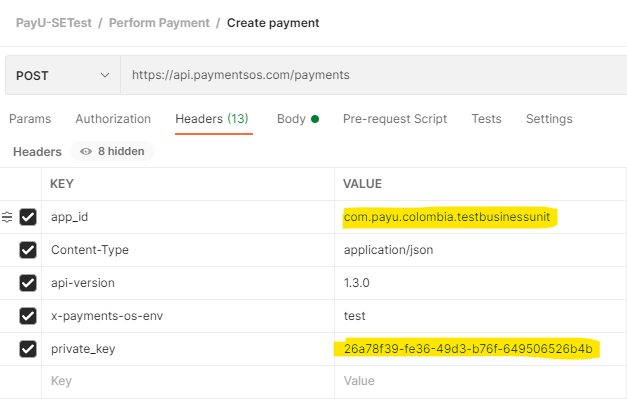 PayU-SETest / Perform Payment / Create payment
POST https://api.paymentsos.com/payments
Params Authorization Headers (13) Body Pre-request Script Tests Settings
Headers 8 hidden
KEY VALUE
app_id com.payu.colombia.testbusinessunit
Content-Type application/json
api-version 1.3.0
x-payments-os-env test
private_key 26a78f39-fe36-49d3-b76f-649506526b4b
Key Value